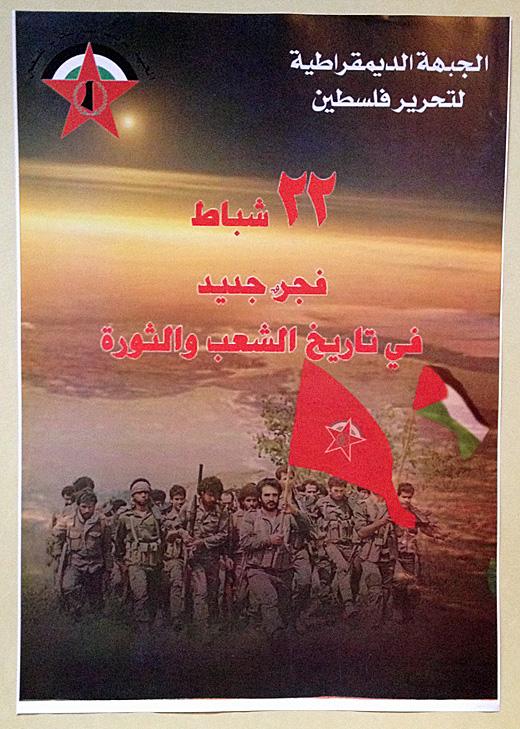 الجبهة الديمقراطية
لتحرير فلسطين
٢٢ شباط
فجر جديد
في تاريخ الشعب والثورة